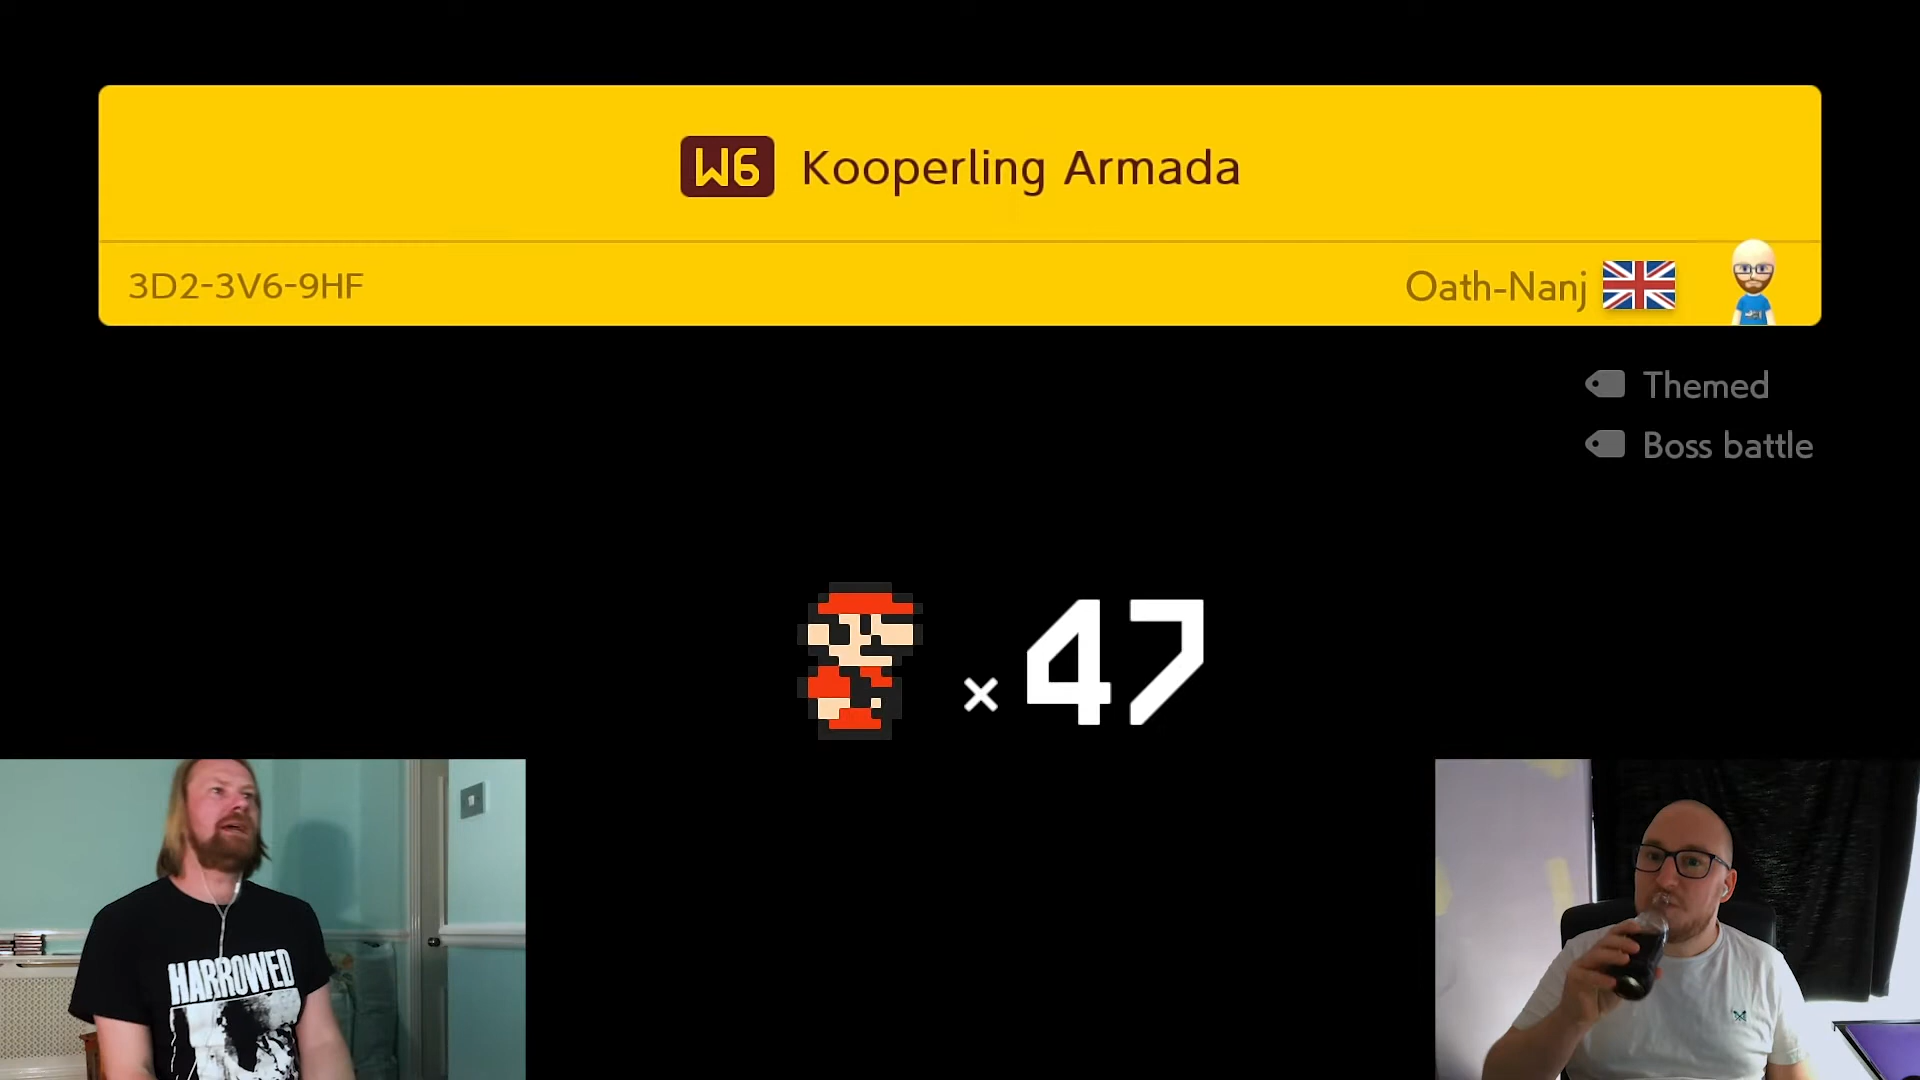 W6 Kooperling Armada
3D2-3V6-9HF
Oath-Nanj
Themed
Boss battle
× 47
HARROWED